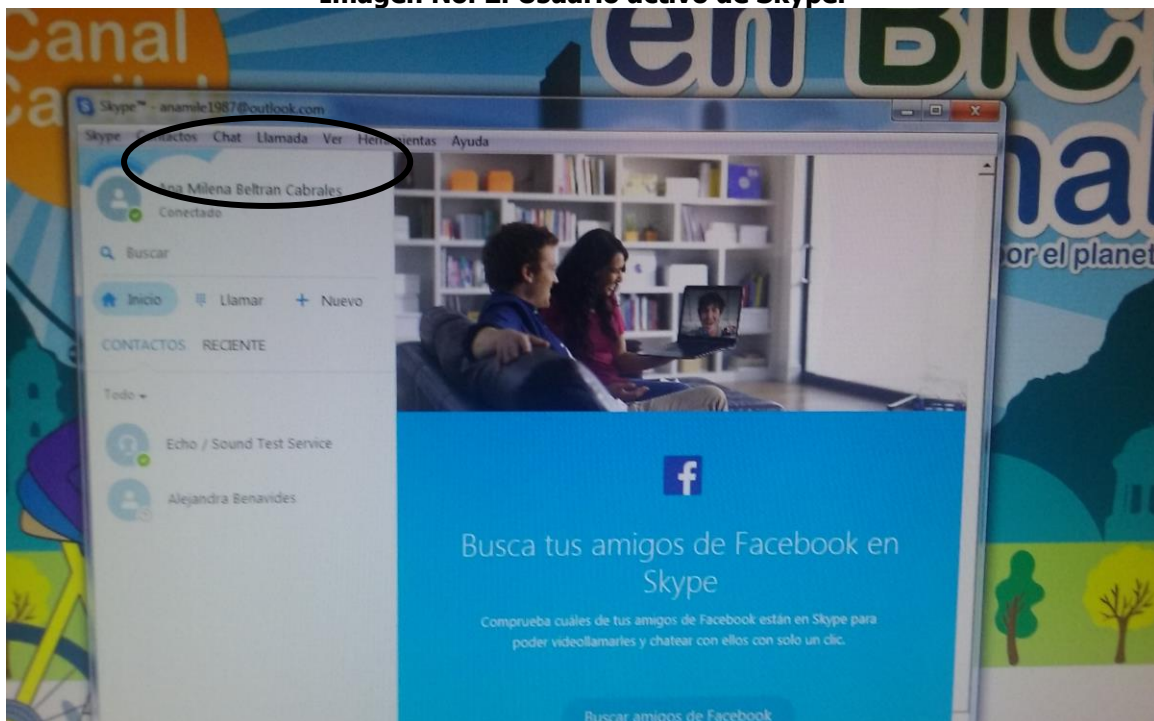 Imagen No. 2. Usuario activo de Skype.
Canal
en BICI
Skype™ - anamile1987@outlook.com
Skype Contactos Chat Llamada Ver Herramientas Ayuda
Ana Milena Beltran Cabrales
Conectado
Buscar
por el planet
Inicio Llamar + Nuevo
CONTACTOS RECIENTE
Todo
Echo / Sound Test Service
Alejandra Benavides
f
Busca tus amigos de Facebook en
Skype
Comprueba cuáles de tus amigos de Facebook están en Skype para
poder videollamarles y chatear con ellos con solo un clic.
Buscar amigos de Facebook